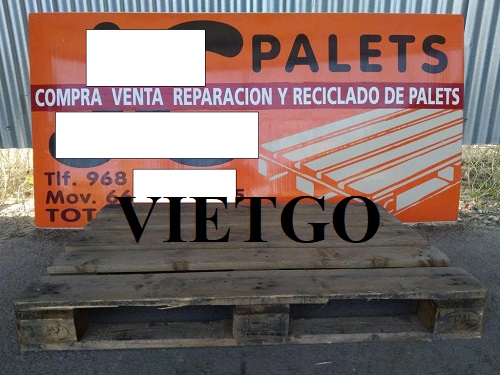 PALETS
COMPRA VENTA REPARACION Y RECICLADO DE PALETS
Tlf. 968
Mov. 6
TOT
VIETGO